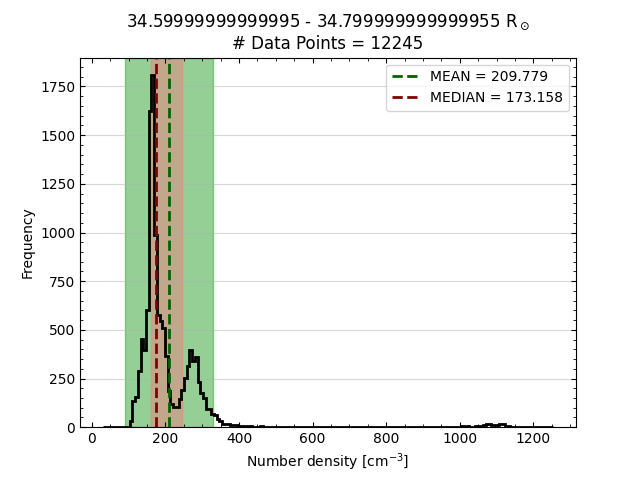 34.59999999999995 - 34.799999999999955 R⊙
# Data Points = 12245
MEAN = 209.779
MEDIAN = 173.158
1750
1500
1250
1000
750
500
250
0
Frequency
0 200 400 600 800 1000 1200
Number density [cm⁻³]